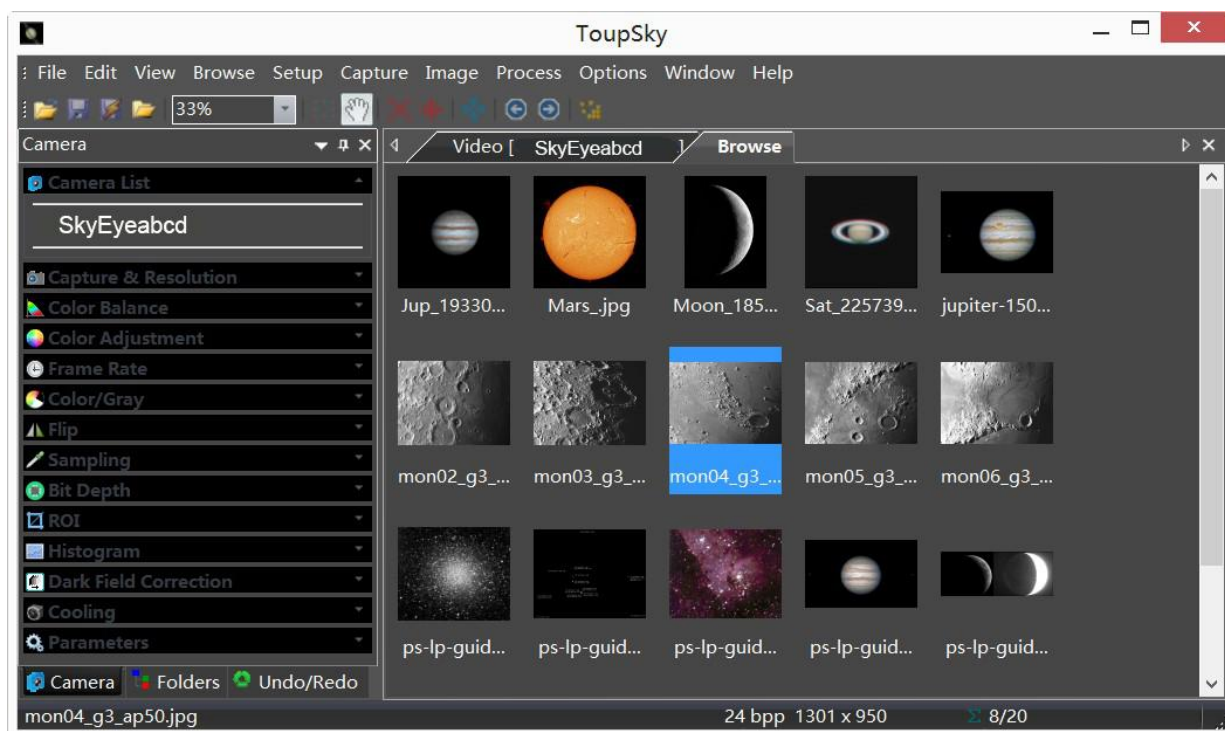 ToupSky
File Edit View Browse Setup Capture Image Process Options Window Help
33%
Camera
Video [ SkyEyeabcd ]
Browse
Camera List
SkyEyeabcd
Capture & Resolution
Color Balance
Color Adjustment
Frame Rate
Color/Gray
Flip
Sampling
Bit Depth
ROI
Histogram
Dark Field Correction
Cooling
Parameters
Camera Folders Undo/Redo
Jup_19330... Mars_.jpg Moon_185... Sat_225739... jupiter-150...
mon02_g3_... mon03_g3_... mon04_g3_... mon05_g3_... mon06_g3_...
ps-lp-guid... ps-lp-guid... ps-lp-guid... ps-lp-guid... ps-lp-guid...
mon04_g3_ap50.jpg 24 bpp 1301 x 950 Σ 8/20